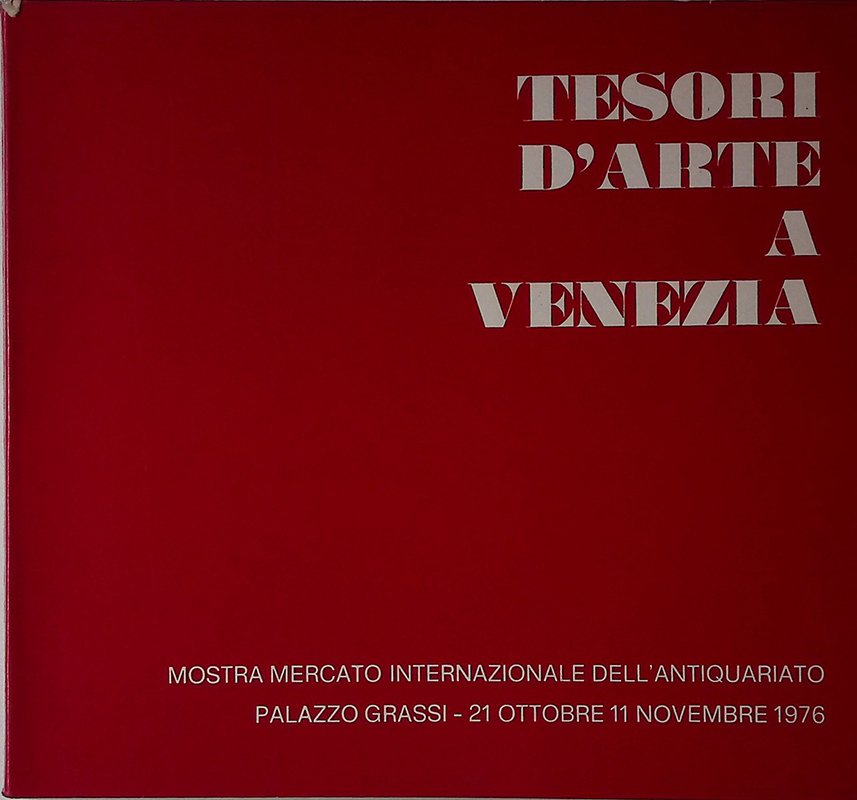 TESORI
D'ARTE
A
VENEZIA
MOSTRA MERCATO INTERNAZIONALE DELL'ANTIQUARIATO
PALAZZO GRASSI - 21 OTTOBRE 11 NOVEMBRE 1976